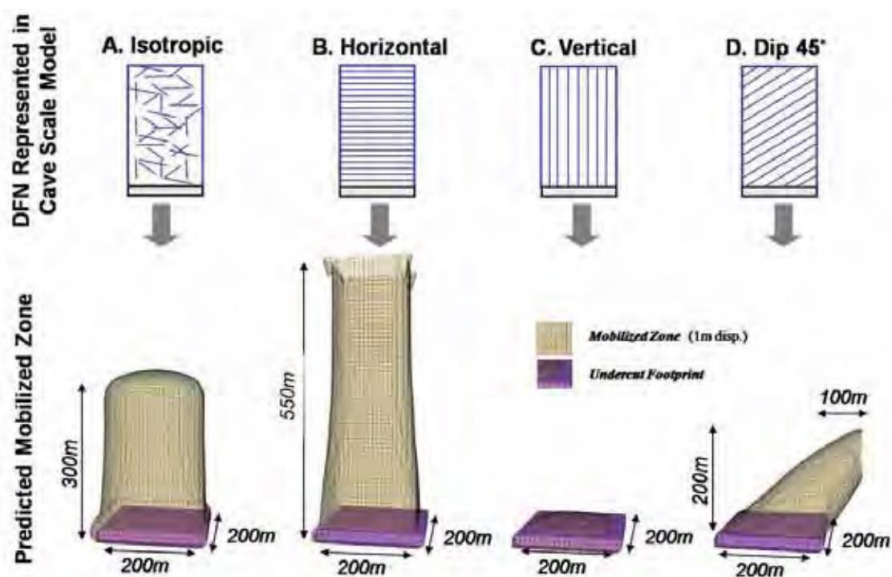 DFN Represented in
Cave Scale Model
A. Isotropic
B. Horizontal
C. Vertical
D. Dip 45°
Predicted Mobilized Zone
Mobilized Zone (1m disp.)
Undercut Footprint
300m
200m
200m
550m
200m
200m
200m
200m
100m
200m
200m
200m